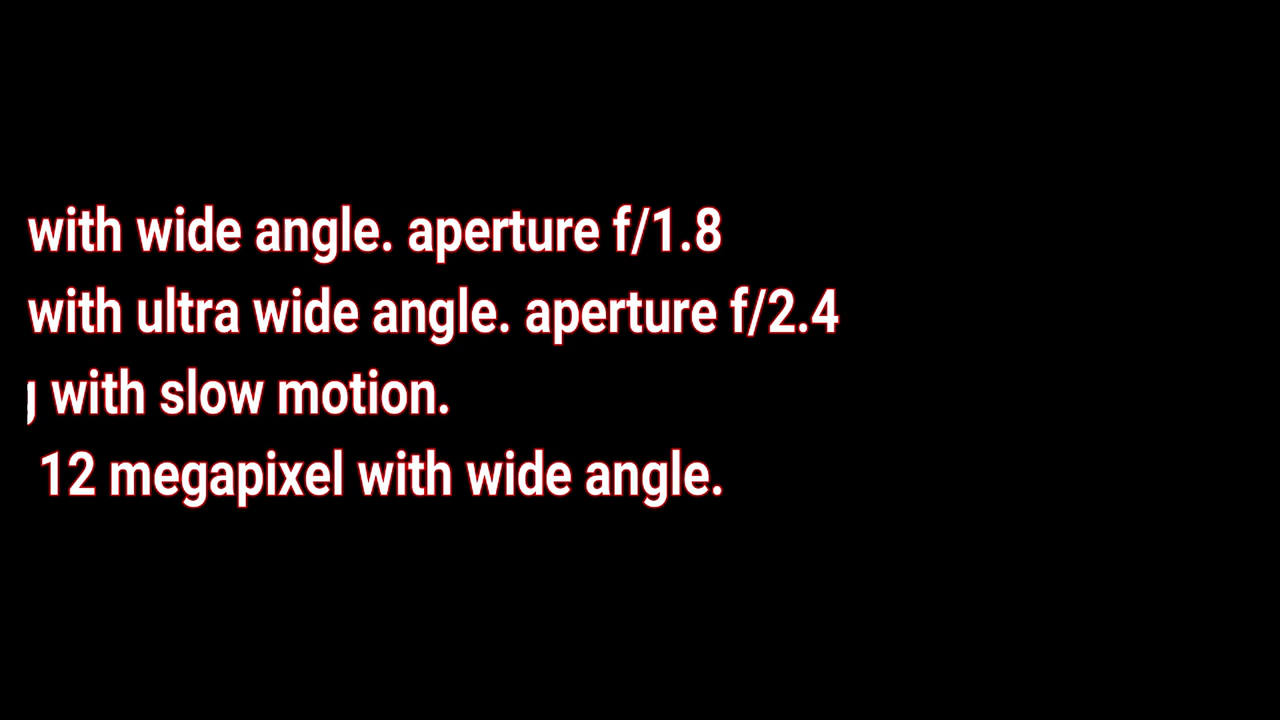 with wide angle. aperture f/1.8
with ultra wide angle. aperture f/2.4
with slow motion.
12 megapixel with wide angle.